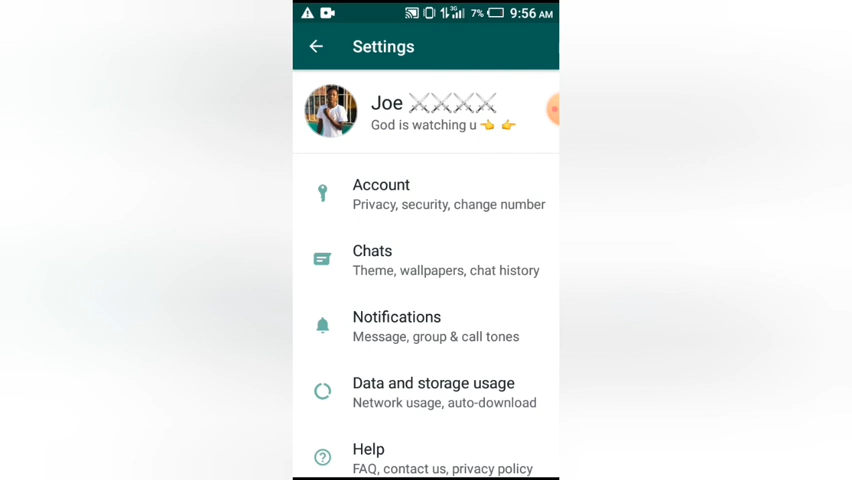 3G 7% 9:56 AM
Settings
Joe ⚔⚔⚔⚔
God is watching u 👈 👉
Account
Privacy, security, change number
Chats
Theme, wallpapers, chat history
Notifications
Message, group & call tones
Data and storage usage
Network usage, auto-download
Help
FAQ, contact us, privacy policy